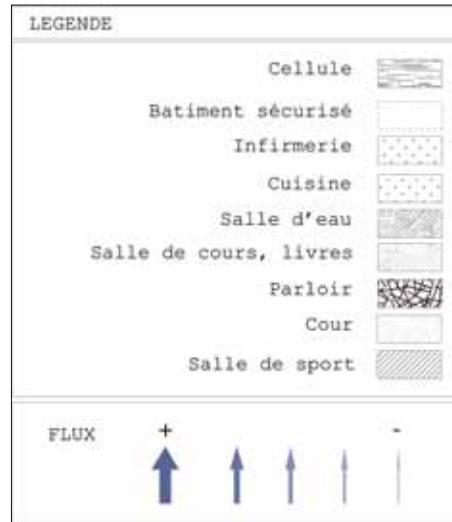 LEGENDE
Cellule
Batiment sécurisé
Infirmerie
Cuisine
Salle d'eau
Salle de cours, livres
Parloir
Cour
Salle de sport
FLUX + -